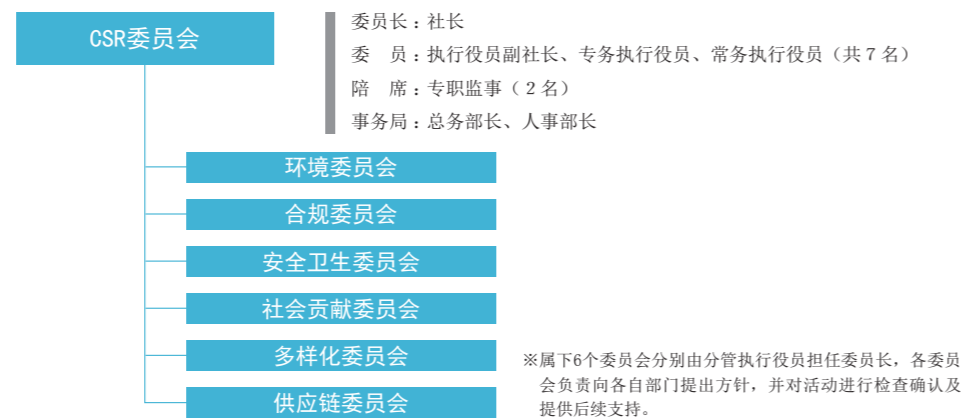 CSR委员会
委员长：社长
委　员：执行役员副社长、专务执行役员、常务执行役员（共７名）
陪　席：专职监事（２名）
事务局：总务部长、人事部长
环境委员会
合规委员会
安全卫生委员会
社会贡献委员会
多样化委员会
供应链委员会
※属下6个委员会分别由分管执行役员担任委员长，各委员
会负责向各自部门提出方针，并对活动进行检查确认及
提供后续支持。